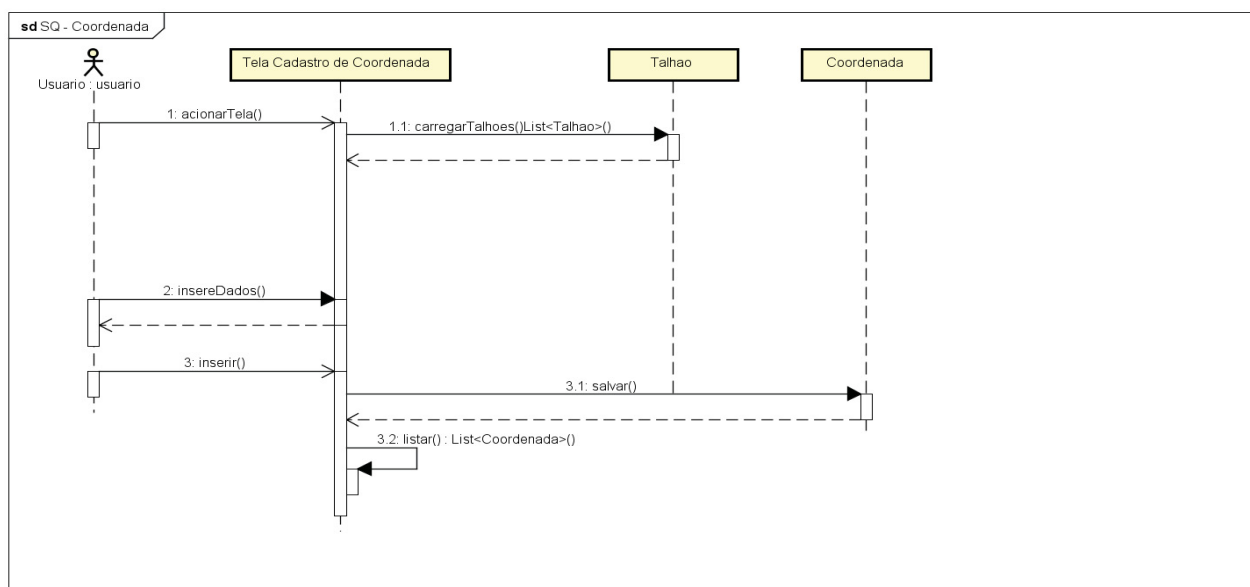 sd SQ - Coordenada
Usuario : usuario
Tela Cadastro de Coordenada
Talhao
Coordenada
1: acionarTela()
1.1: carregarTalhoes()List<Talhao>()
2: insereDados()
3: inserir()
3.1: salvar()
3.2: listar() : List<Coordenada>()